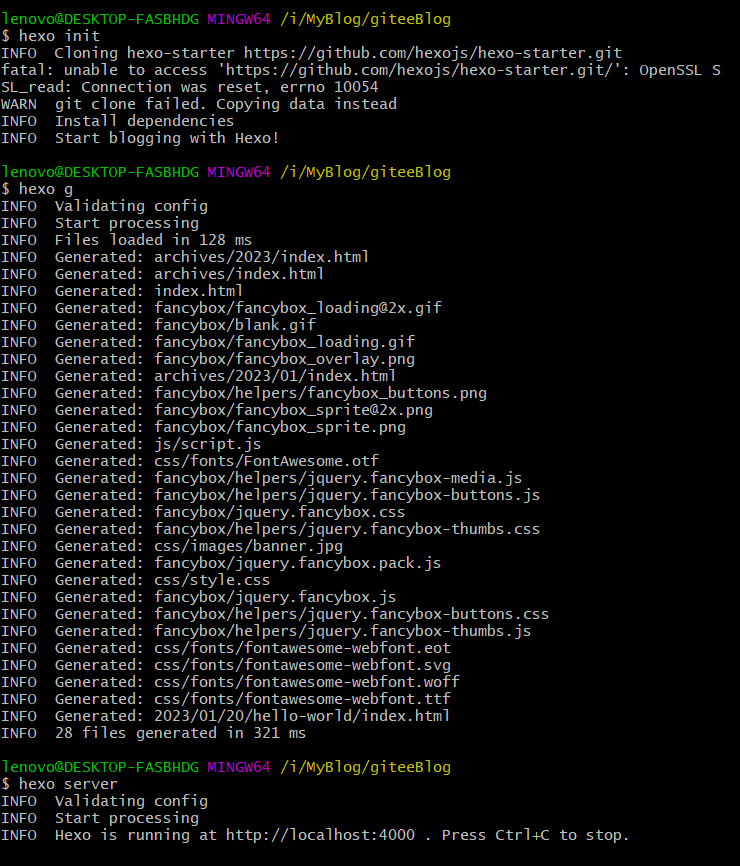 lenovo@DESKTOP-FASBHDG MINGW64 /i/MyBlog/giteeBlog
$ hexo init
INFO  Cloning hexo-starter https://github.com/hexojs/hexo-starter.git
fatal: unable to access 'https://github.com/hexojs/hexo-starter.git/': OpenSSL S
SL_read: Connection was reset, errno 10054
WARN  git clone failed. Copying data instead
INFO  Install dependencies
INFO  Start blogging with Hexo!

lenovo@DESKTOP-FASBHDG MINGW64 /i/MyBlog/giteeBlog
$ hexo g
INFO  Validating config
INFO  Start processing
INFO  Files loaded in 128 ms
INFO  Generated: archives/2023/index.html
INFO  Generated: archives/index.html
INFO  Generated: index.html
INFO  Generated: fancybox/fancybox_loading@2x.gif
INFO  Generated: fancybox/blank.gif
INFO  Generated: fancybox/fancybox_loading.gif
INFO  Generated: fancybox/fancybox_overlay.png
INFO  Generated: archives/2023/01/index.html
INFO  Generated: fancybox/helpers/fancybox_buttons.png
INFO  Generated: fancybox/fancybox_sprite@2x.png
INFO  Generated: fancybox/fancybox_sprite.png
INFO  Generated: js/script.js
INFO  Generated: css/fonts/FontAwesome.otf
INFO  Generated: fancybox/helpers/jquery.fancybox-media.js
INFO  Generated: fancybox/helpers/jquery.fancybox-buttons.js
INFO  Generated: fancybox/jquery.fancybox.css
INFO  Generated: fancybox/helpers/jquery.fancybox-thumbs.css
INFO  Generated: css/images/banner.jpg
INFO  Generated: fancybox/jquery.fancybox.pack.js
INFO  Generated: css/style.css
INFO  Generated: fancybox/jquery.fancybox.js
INFO  Generated: fancybox/helpers/jquery.fancybox-buttons.css
INFO  Generated: fancybox/helpers/jquery.fancybox-thumbs.js
INFO  Generated: css/fonts/fontawesome-webfont.eot
INFO  Generated: css/fonts/fontawesome-webfont.svg
INFO  Generated: css/fonts/fontawesome-webfont.woff
INFO  Generated: css/fonts/fontawesome-webfont.ttf
INFO  Generated: 2023/01/20/hello-world/index.html
INFO  28 files generated in 321 ms

lenovo@DESKTOP-FASBHDG MINGW64 /i/MyBlog/giteeBlog
$ hexo server
INFO  Validating config
INFO  Start processing
INFO  Hexo is running at http://localhost:4000 . Press Ctrl+C to stop.